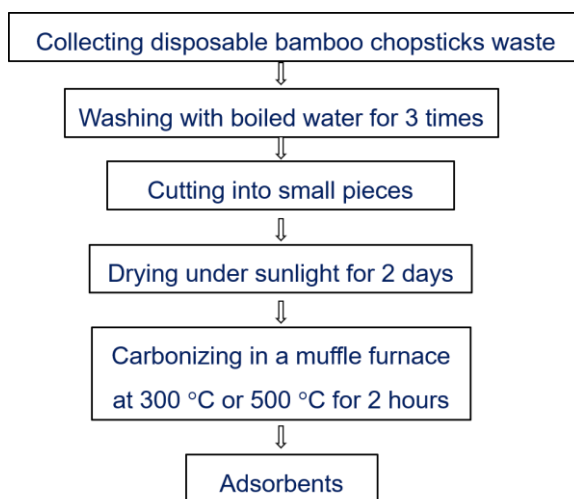 Collecting disposable bamboo chopsticks waste
Washing with boiled water for 3 times
Cutting into small pieces
Drying under sunlight for 2 days
Carbonizing in a muffle furnace
at 300 °C or 500 °C for 2 hours
Adsorbents